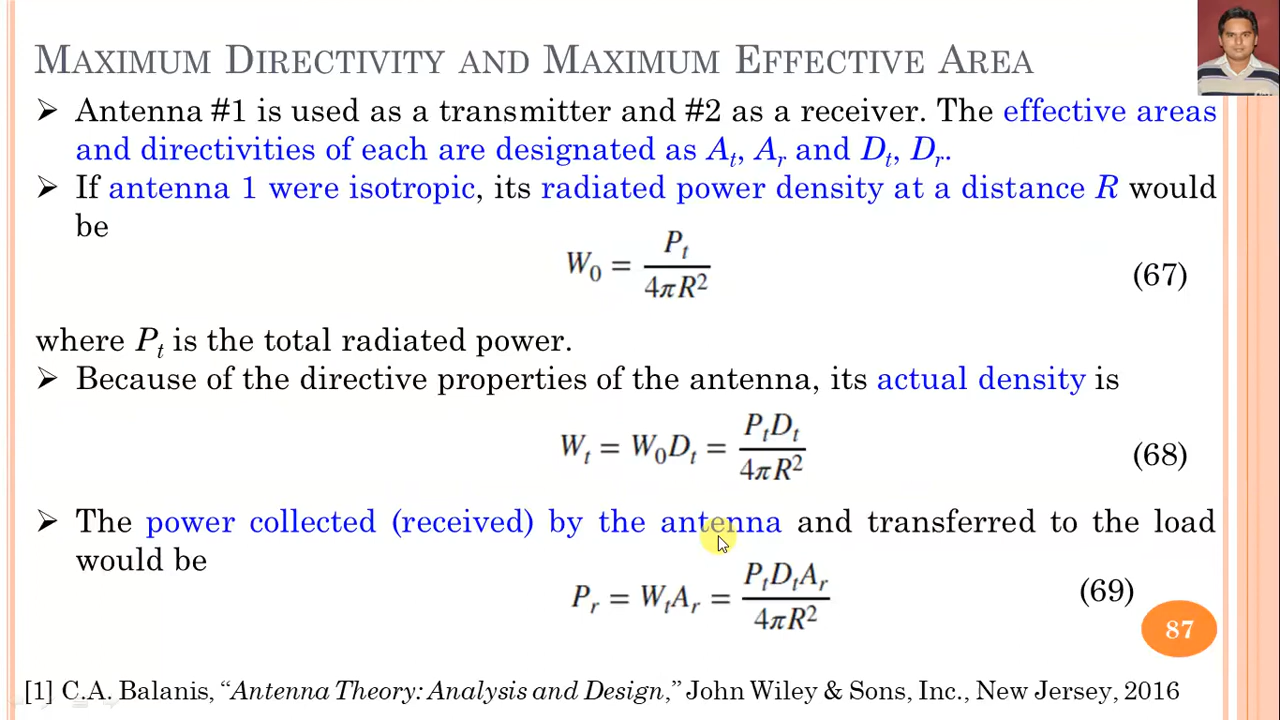 MAXIMUM DIRECTIVITY AND MAXIMUM EFFECTIVE AREA
➢ Antenna #1 is used as a transmitter and #2 as a receiver. The effective areas
and directivities of each are designated as Aₜ, Aᵣ and Dₜ, Dᵣ.
➢ If antenna 1 were isotropic, its radiated power density at a distance R would
be
W₀ = Pₜ / 4πR² (67)
where Pₜ is the total radiated power.
➢ Because of the directive properties of the antenna, its actual density is
Wₜ = W₀Dₜ = PₜDₜ / 4πR² (68)
➢ The power collected (received) by the antenna and transferred to the load
would be
Pᵣ = WₜAᵣ = PₜDₜAᵣ / 4πR² (69)
87
[1] C.A. Balanis, “Antenna Theory: Analysis and Design,” John Wiley & Sons, Inc., New Jersey, 2016